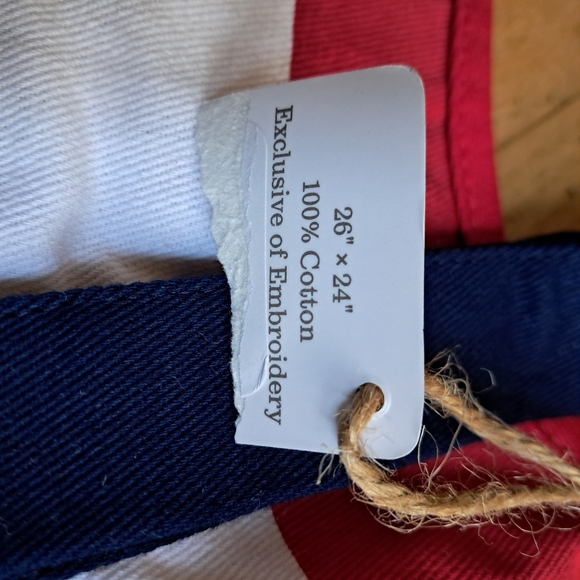 26" × 24"
100% Cotton
Exclusive of Embroidery